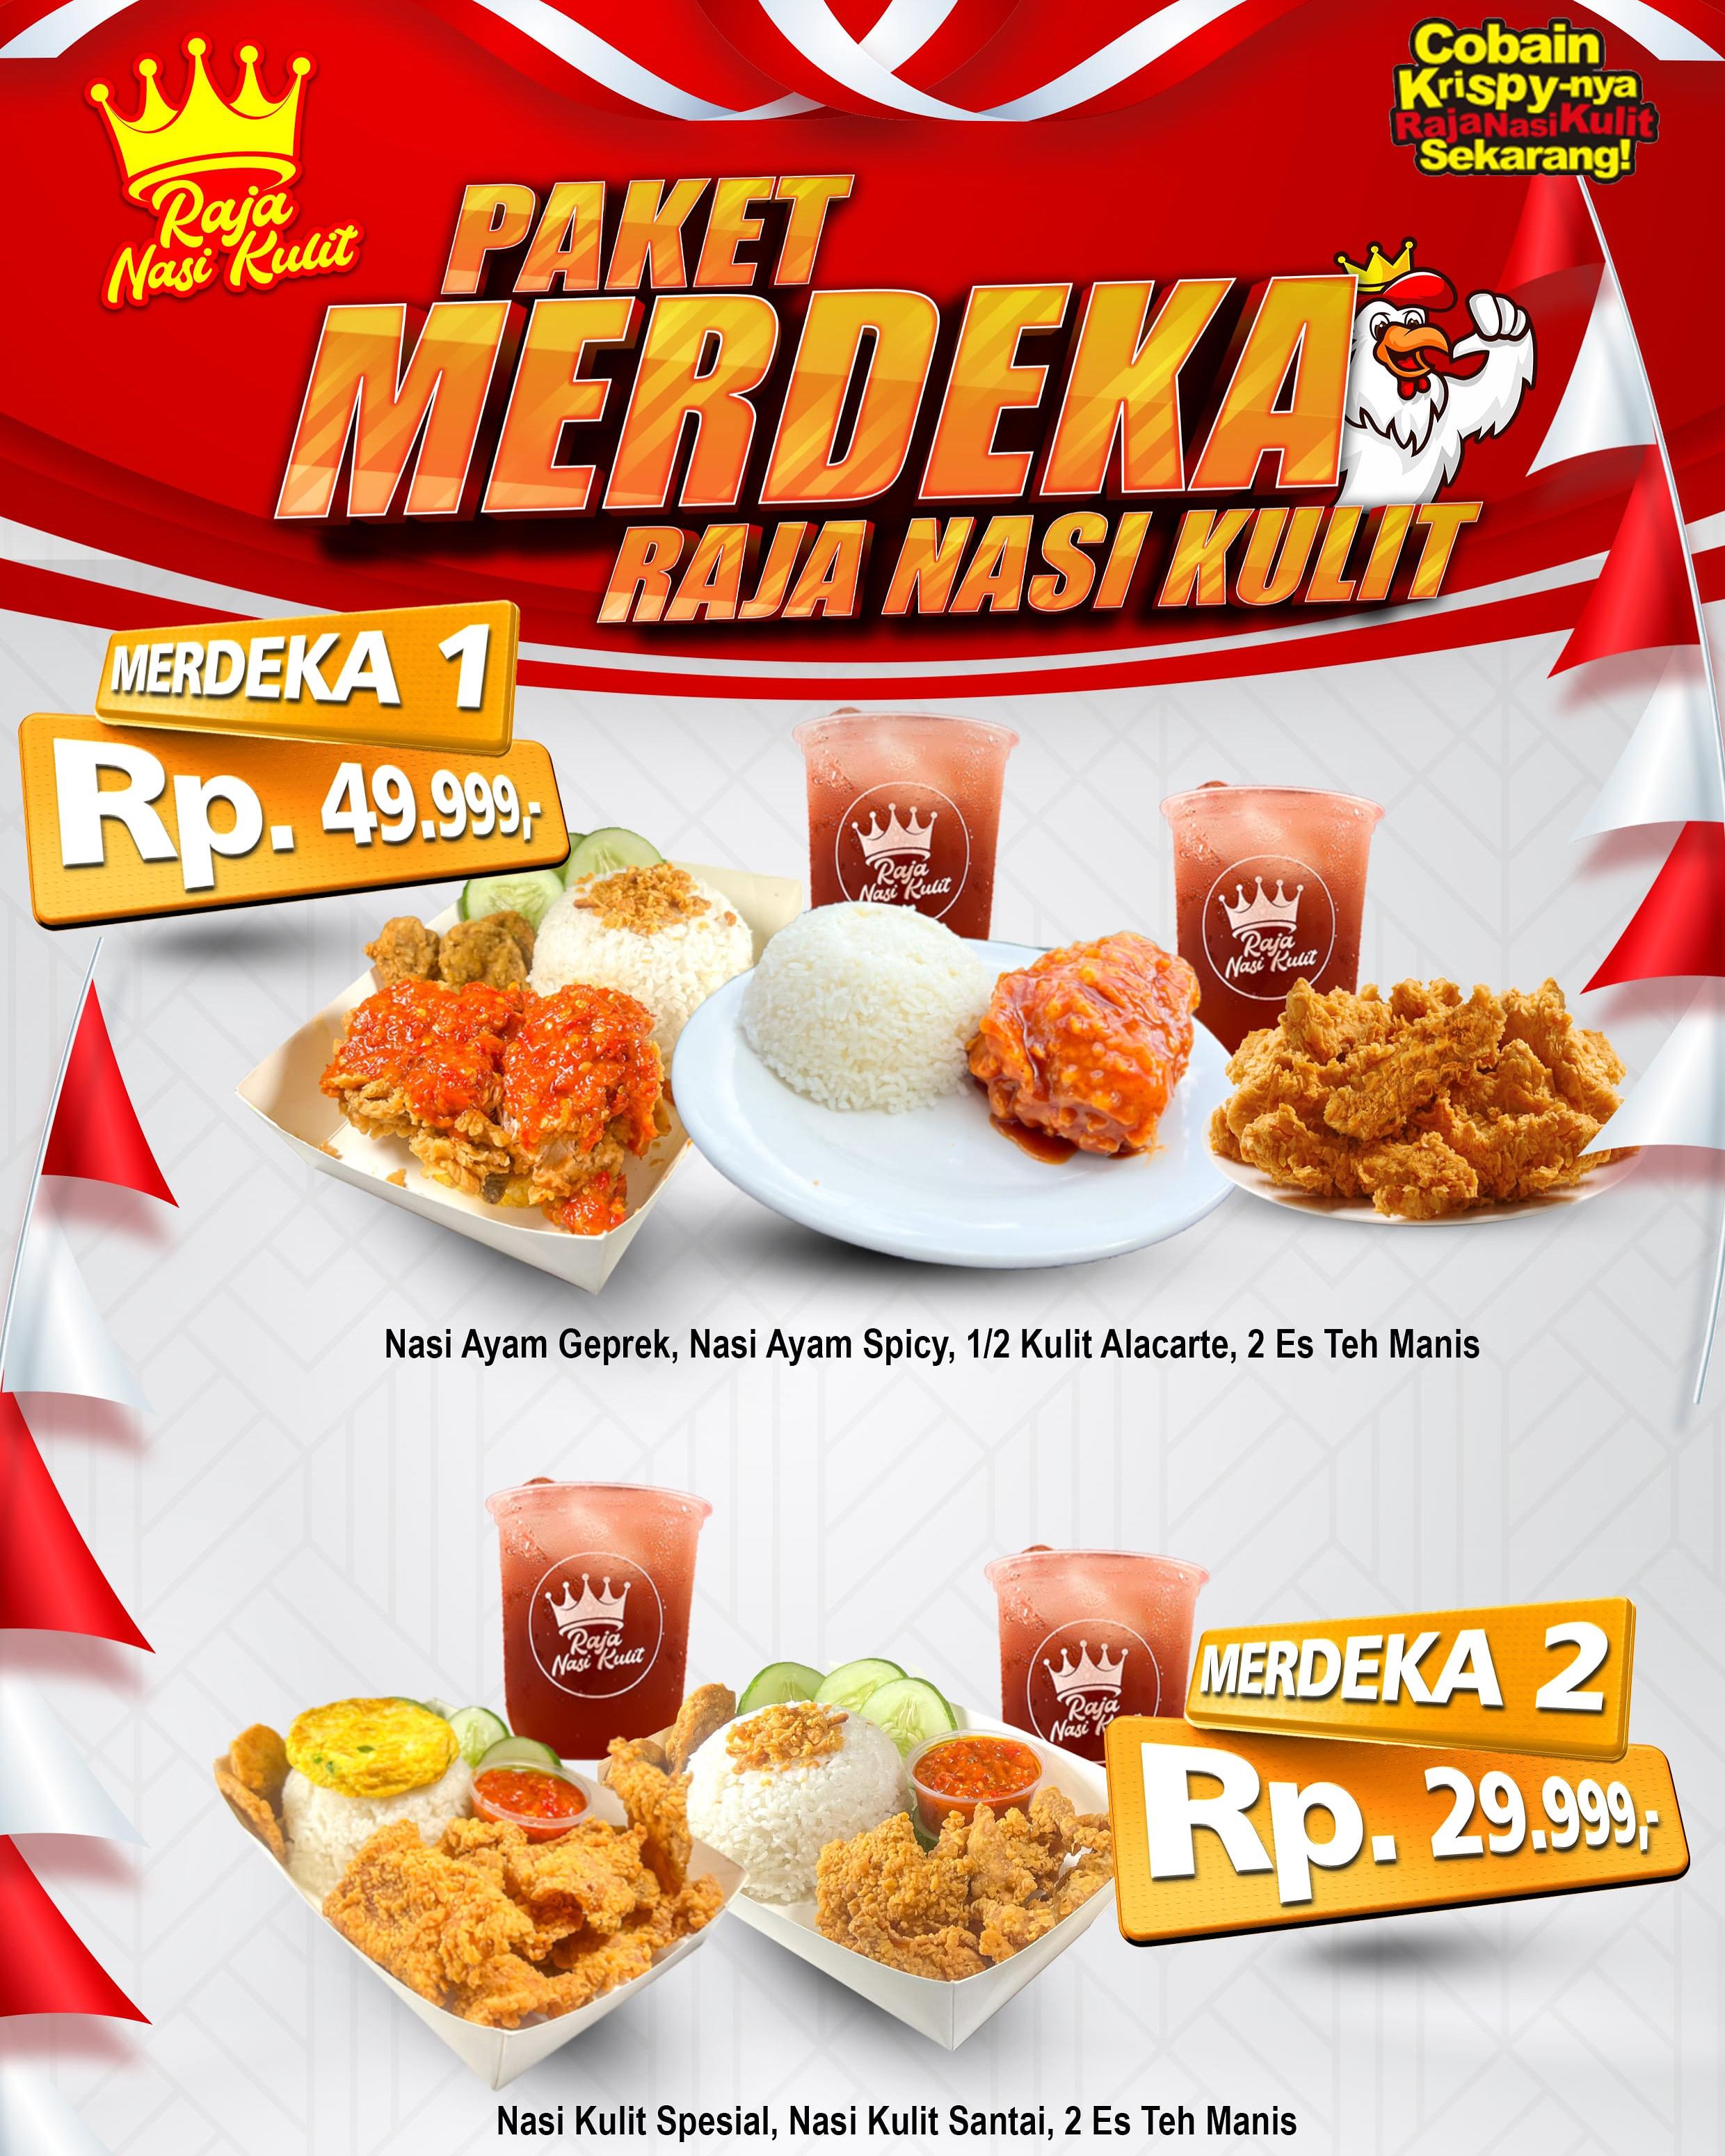 Raja
Nasi Kulit
Cobain
Krispy-nya
RajaNasiKulit
Sekarang!
PAKET
MERDEKA
RAJA NASI KULIT
MERDEKA 1
Rp. 49.999,-
Raja
Nasi Kulit
Raja
Nasi Kulit
Nasi Ayam Geprek, Nasi Ayam Spicy, 1/2 Kulit Alacarte, 2 Es Teh Manis
Raja
Nasi Kulit
Raja
Nasi
MERDEKA 2
Rp. 29.999,-
Nasi Kulit Spesial, Nasi Kulit Santai, 2 Es Teh Manis